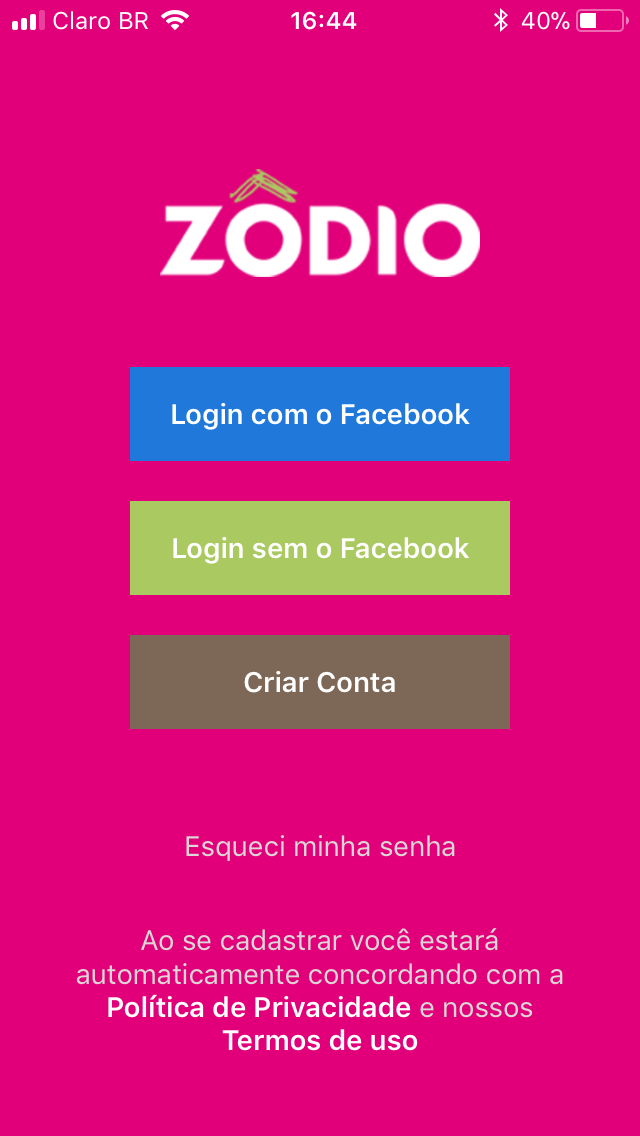 Claro BR 16:44 40%
ZÔDIO
Login com o Facebook
Login sem o Facebook
Criar Conta
Esqueci minha senha
Ao se cadastrar você estará
automaticamente concordando com a
Política de Privacidade e nossos
Termos de uso